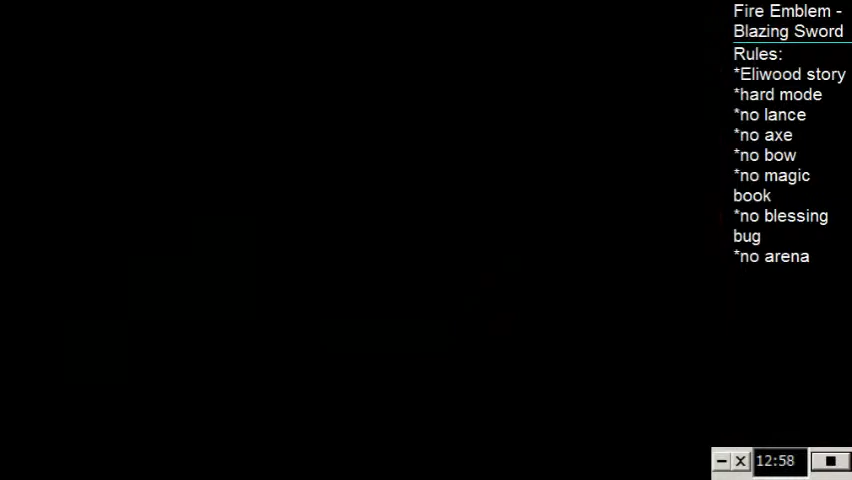 Fire Emblem -
Blazing Sword
Rules:
*Eliwood story
*hard mode
*no lance
*no axe
*no bow
*no magic
book
*no blessing
bug
*no arena
12:58